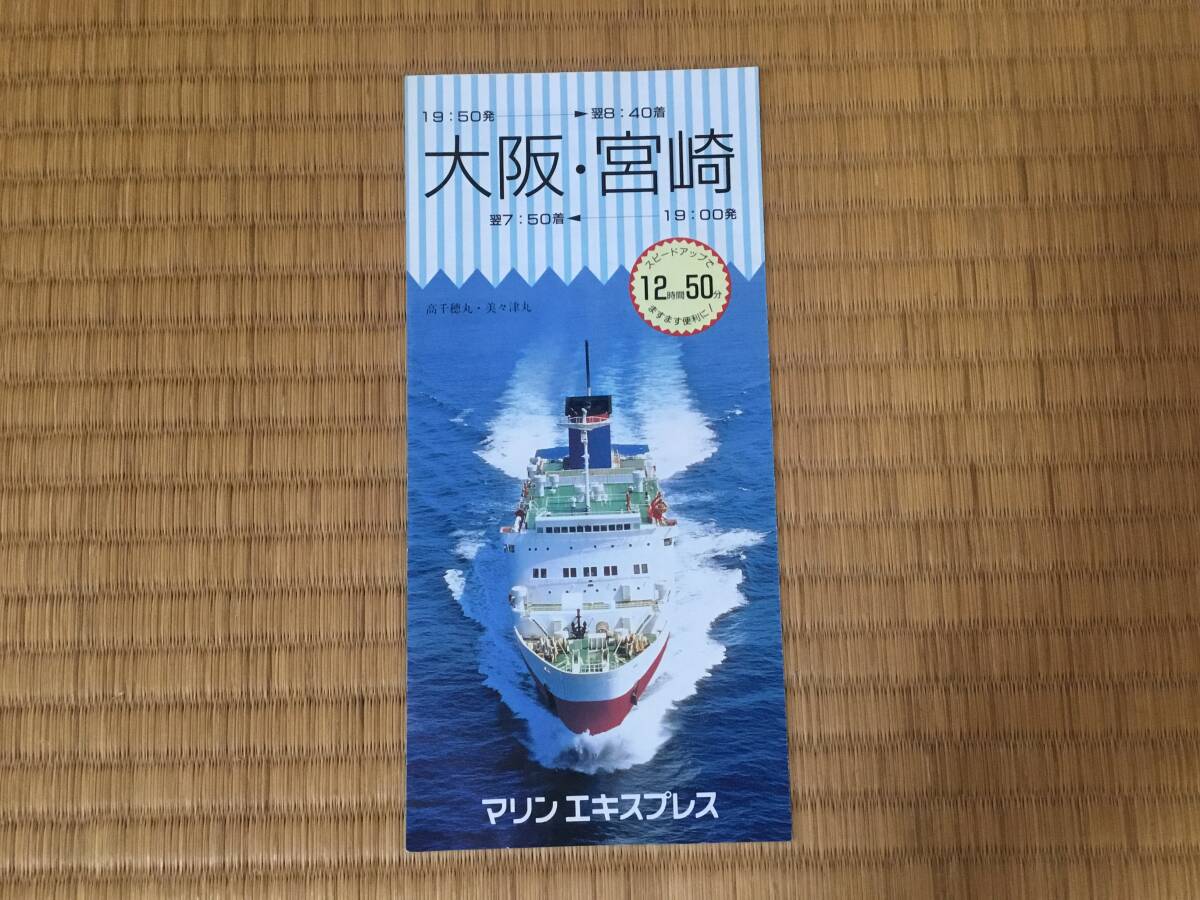 19:50発 → 翌8:40着
大阪・宮崎
翌7:50着 ← 19:00発
スピードアップで
12時間50分
ますます便利に!
高千穂丸・美々津丸
マリン エキスプレス